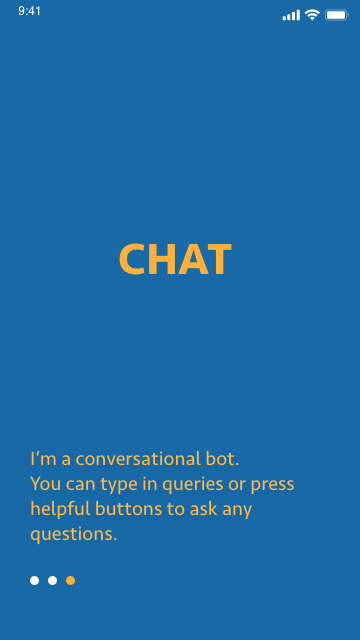 9:41
CHAT
I'm a conversational bot.
You can type in queries or press
helpful buttons to ask any
questions.